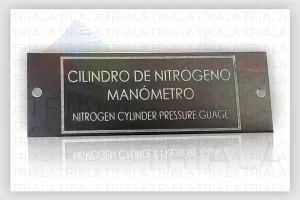 CILINDRO DE NITRÓGENO
MANÓMETRO
NITROGEN CYLINDER PRESSURE GUAGE